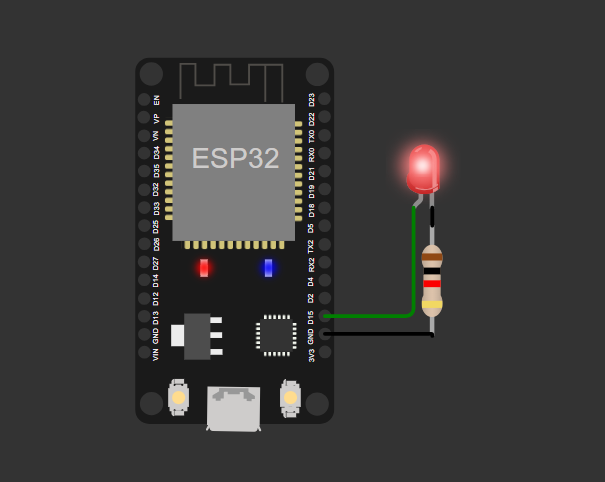 ESP32
EN
VP
VN
D34
D35
D32
D33
D25
D26
D27
D14
D12
D13
GND
VIN
D23
D22
TX0
RX0
D21
D19
D18
D5
TX2
RX2
D4
D2
D15
GND
3V3